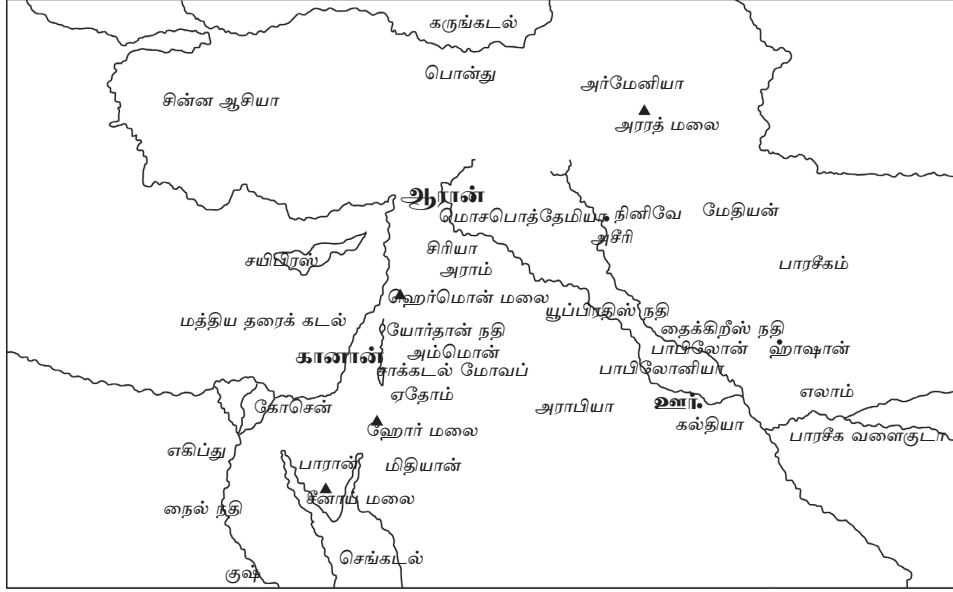 கருங்கடல்
பொன்து
அர்மேனியா
சின்ன ஆசியா
அரரத் மலை
ஆரான்
மொசபொத்தேமியா
நினிவே
மேதியன்
அசீரி
சிரியா
சயிபிரஸ்
அராம்
பாரசீகம்
ஹெர்மொன் மலை
யூப்பிரதிஸ் நதி
மத்திய தரைக் கடல்
யோர்தான் நதி
தைக்கிறீஸ் நதி
கானான்
அம்மொன்
பாபிலோன்
ஹாஷான்
சாக்கடல் மோவப்
பாபிலோனியா
ஏதோம்
எலாம்
கோசென்
அராபியா
ஊர்.
கல்தியா
ஹோர் மலை
பாரசீக வளைகுடா
எகிப்து
பாரான்
மிதியான்
சீனாய் மலை
நைல் நதி
செங்கடல்
குஷ்